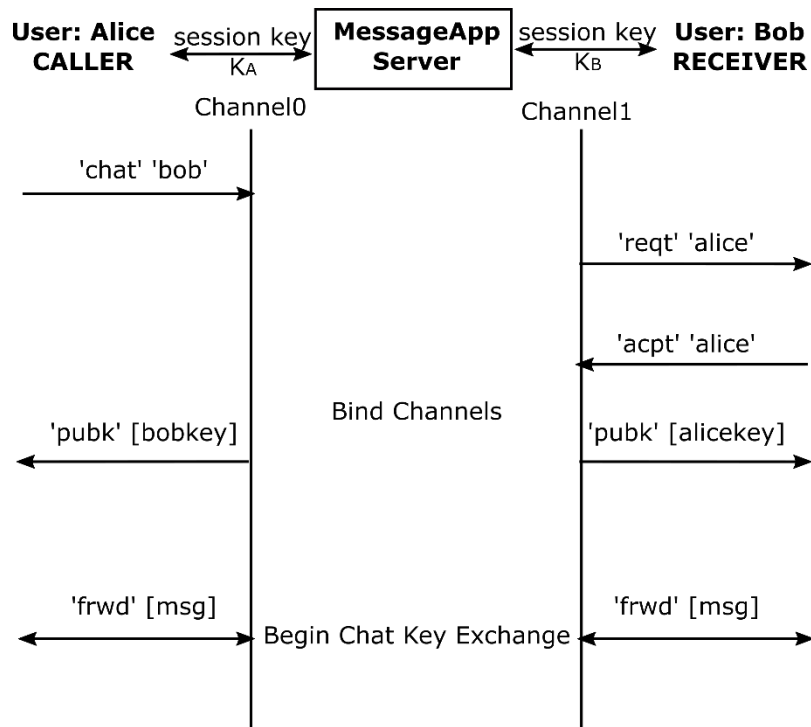 User: Alice
CALLER
session key
KA
MessageApp
Server
session key
KB
User: Bob
RECEIVER
Channel0
Channel1
'chat' 'bob'
'reqt' 'alice'
'acpt' 'alice'
Bind Channels
'pubk' [bobkey]
'pubk' [alicekey]
'frwd' [msg]
Begin Chat Key Exchange
'frwd' [msg]